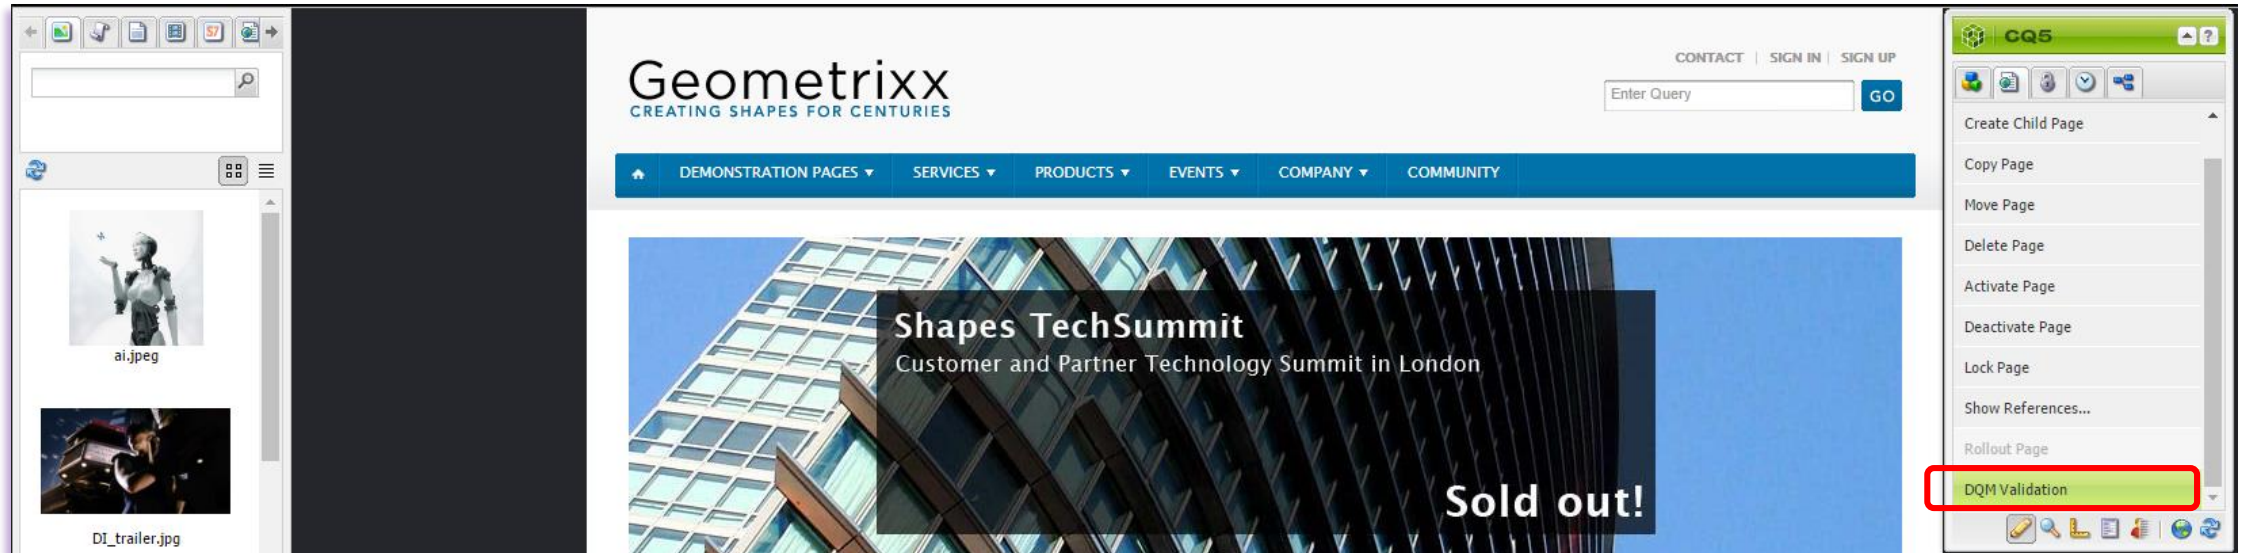 S7
ai.jpeg
DI_trailer.jpg
Geometrixx
CREATING SHAPES FOR CENTURIES
CONTACT | SIGN IN | SIGN UP
Enter Query
GO
DEMONSTRATION PAGES ▼ SERVICES ▼ PRODUCTS ▼ EVENTS ▼ COMPANY ▼ COMMUNITY
Shapes TechSummit
Customer and Partner Technology Summit in London
Sold out!
CQ5
?
Create Child Page
Copy Page
Move Page
Delete Page
Activate Page
Deactivate Page
Lock Page
Show References...
Rollout Page
DQM Validation